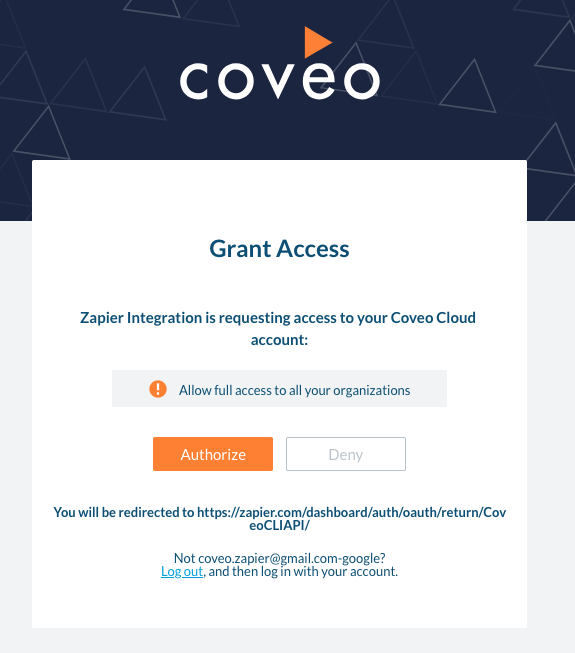 coveo
Grant Access
Zapier Integration is requesting access to your Coveo Cloud
account:
Allow full access to all your organizations
Authorize
Deny
You will be redirected to https://zapier.com/dashboard/auth/oauth/return/Cov
eoCLIAPI/
Not coveo.zapier@gmail.com-google?
Log out, and then log in with your account.